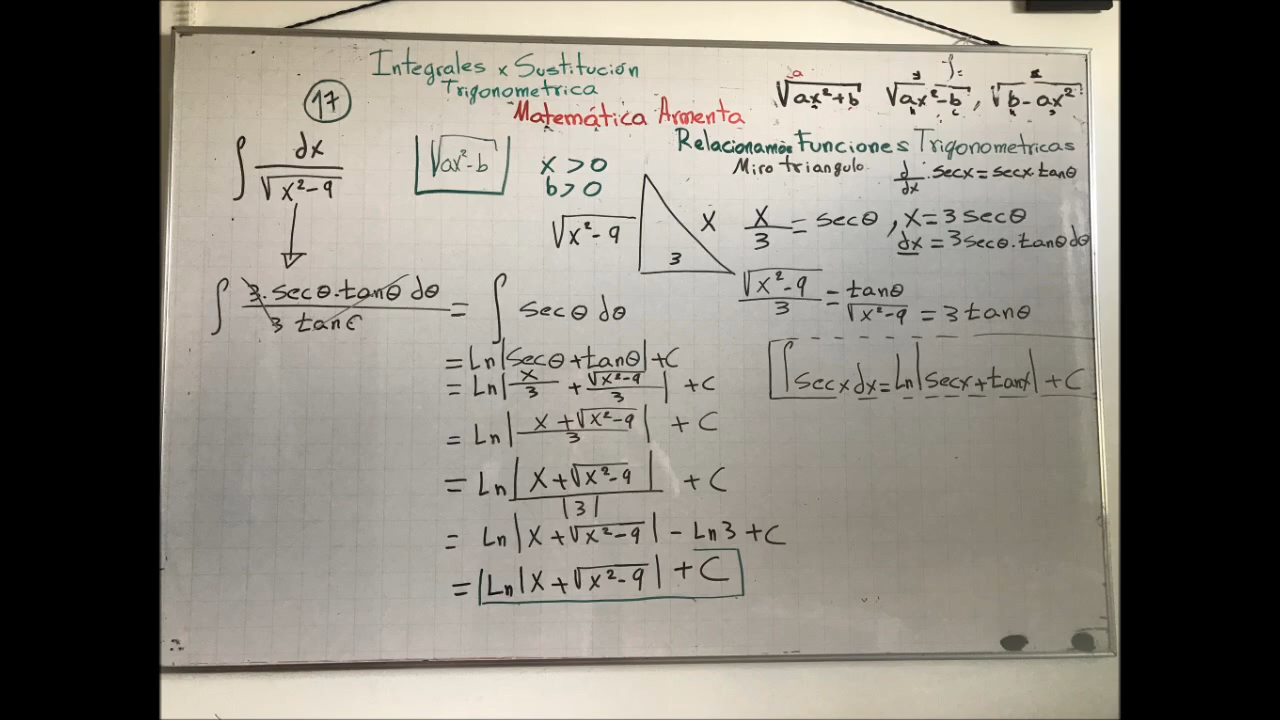 Integrales x Sustitución
Trigonometrica
17
Matemática Armenta
√ax²+b √ax²-b , √b-ax²
Relacionamos Funciones Trigonometricas
Miro triangulo
d/dx . secx = secx.tanθ
∫ dx/√x²-9
√ax²-b
x > 0
b > 0
√x²-9
x
3
x/3 = secθ , x = 3 secθ
dx = 3secθ.tanθdθ
√x²-9/3 = tanθ
√x²-9 = 3 tanθ
∫ 3.secθ.tanθ dθ/3 tanθ = ∫ secθ dθ
= Ln|secθ+tanθ|+C
∫secx dx = Ln|secx+tanx|+C
= Ln|x/3 + √x²-9/3| + C
= Ln|x+√x²-9/3| + C
= Ln|x+√x²-9|/|3| + C
= Ln|x+√x²-9| - Ln3 + C
= Ln|x+√x²-9| + C